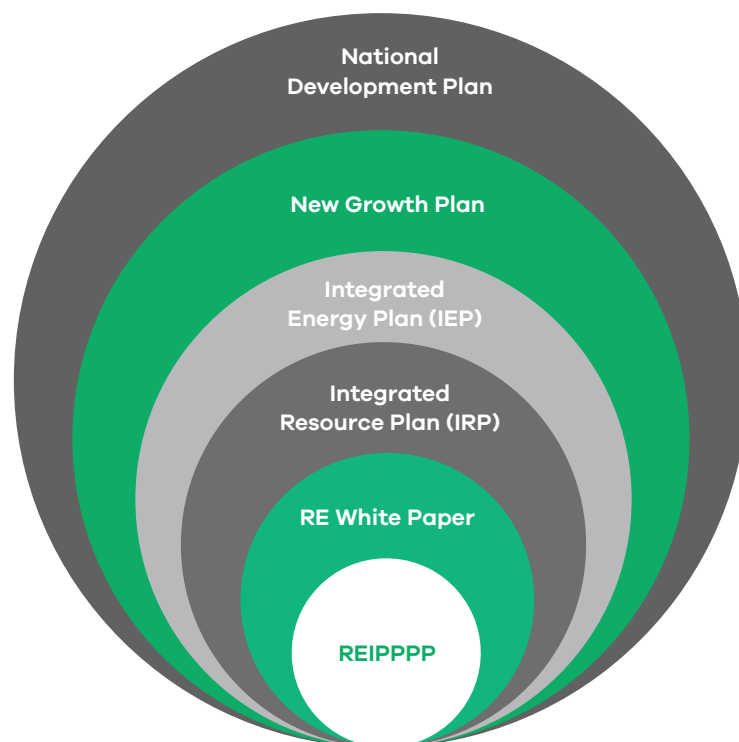 National
Development Plan
New Growth Plan
Integrated
Energy Plan (IEP)
Integrated
Resource Plan (IRP)
RE White Paper
REIPPPP